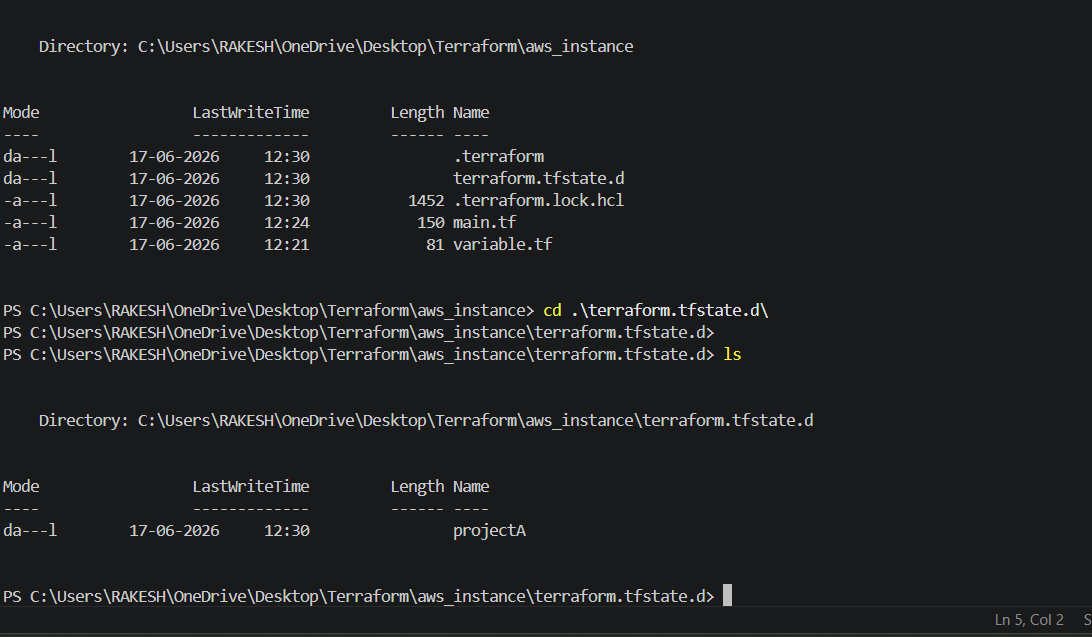 Directory: C:\Users\RAKESH\OneDrive\Desktop\Terraform\aws_instance
Mode LastWriteTime Length Name
---- ------------- ------ ----
da---l 17-06-2026 12:30 .terraform
da---l 17-06-2026 12:30 terraform.tfstate.d
-a---l 17-06-2026 12:30 1452 .terraform.lock.hcl
-a---l 17-06-2026 12:24 150 main.tf
-a---l 17-06-2026 12:21 81 variable.tf
PS C:\Users\RAKESH\OneDrive\Desktop\Terraform\aws_instance> cd .\terraform.tfstate.d\
PS C:\Users\RAKESH\OneDrive\Desktop\Terraform\aws_instance\terraform.tfstate.d>
PS C:\Users\RAKESH\OneDrive\Desktop\Terraform\aws_instance\terraform.tfstate.d> ls
Directory: C:\Users\RAKESH\OneDrive\Desktop\Terraform\aws_instance\terraform.tfstate.d
Mode LastWriteTime Length Name
---- ------------- ------ ----
da---l 17-06-2026 12:30 projectA
PS C:\Users\RAKESH\OneDrive\Desktop\Terraform\aws_instance\terraform.tfstate.d>
Ln 5, Col 2